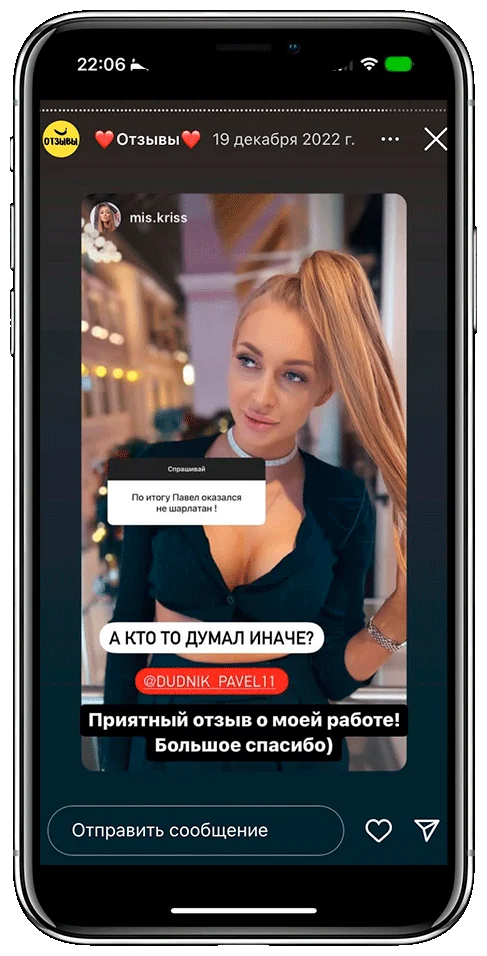 22:06
ОТЗЫВЫ
❤️Отзывы❤️ 19 декабря 2022 г.
mis.kriss
Спрашивай
По итогу Павел оказался
не шарлатан !
А КТО ТО ДУМАЛ ИНАЧЕ?
@DUDNIK_PAVEL11
Приятный отзыв о моей работе!
Большое спасибо)
Отправить сообщение